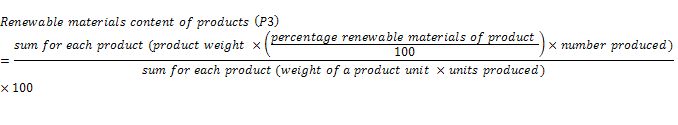 Renewable materials content of products (P3)
= sum for each product (product weight × (percentage renewable materials of product / 100) × number produced)
sum for each product (weight of a product unit × units produced)
× 100